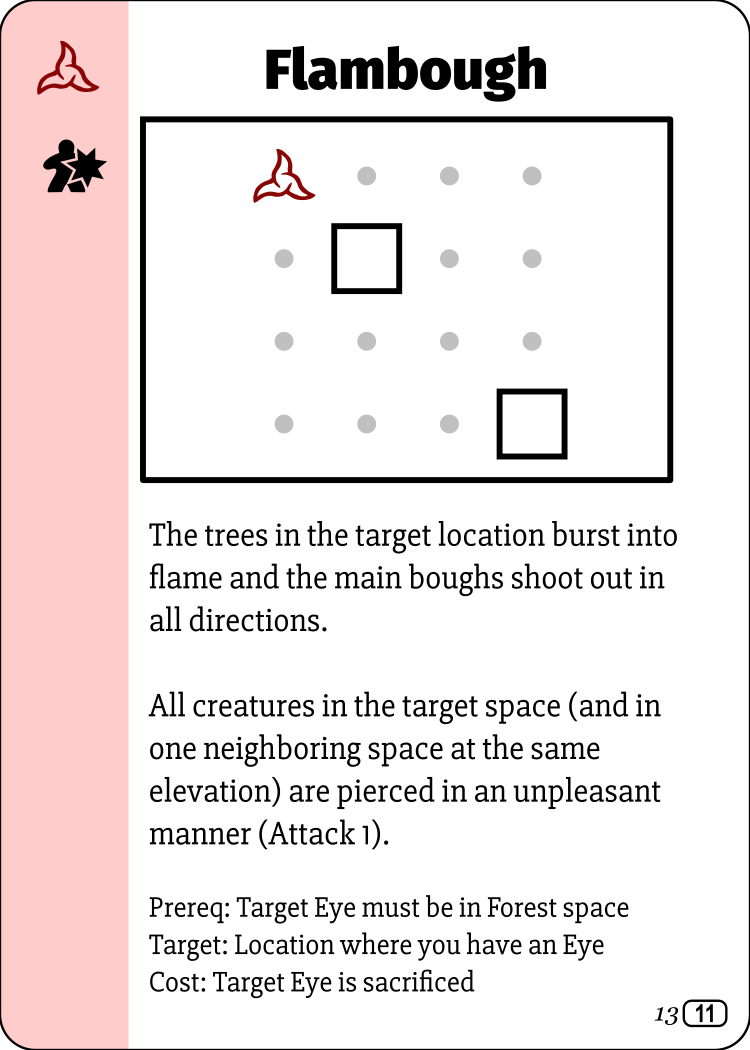 Flambough
The trees in the target location burst into
flame and the main boughs shoot out in
all directions.
All creatures in the target space (and in
one neighboring space at the same
elevation) are pierced in an unpleasant
manner (Attack 1).
Prereq: Target Eye must be in Forest space
Target: Location where you have an Eye
Cost: Target Eye is sacrificed
13 11